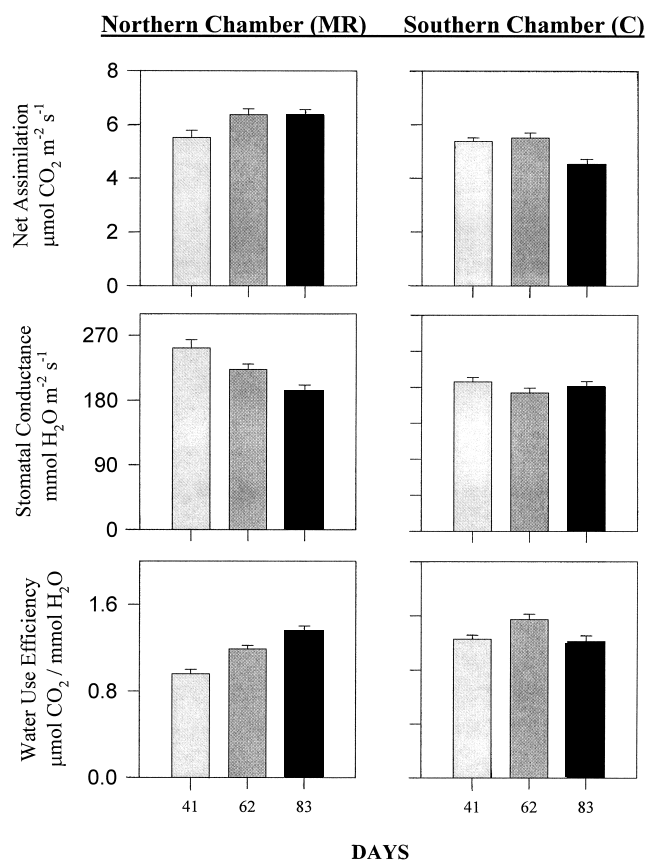 Northern Chamber (MR) Southern Chamber (C)
Net Assimilation
μmol CO₂ m⁻² s⁻¹
8
6
4
2
0
Stomatal Conductance
mmol H₂O m⁻² s⁻¹
270
180
90
0
Water Use Efficiency
μmol CO₂ / mmol H₂O
1.6
0.8
0.0
41 62 83 41 62 83
DAYS